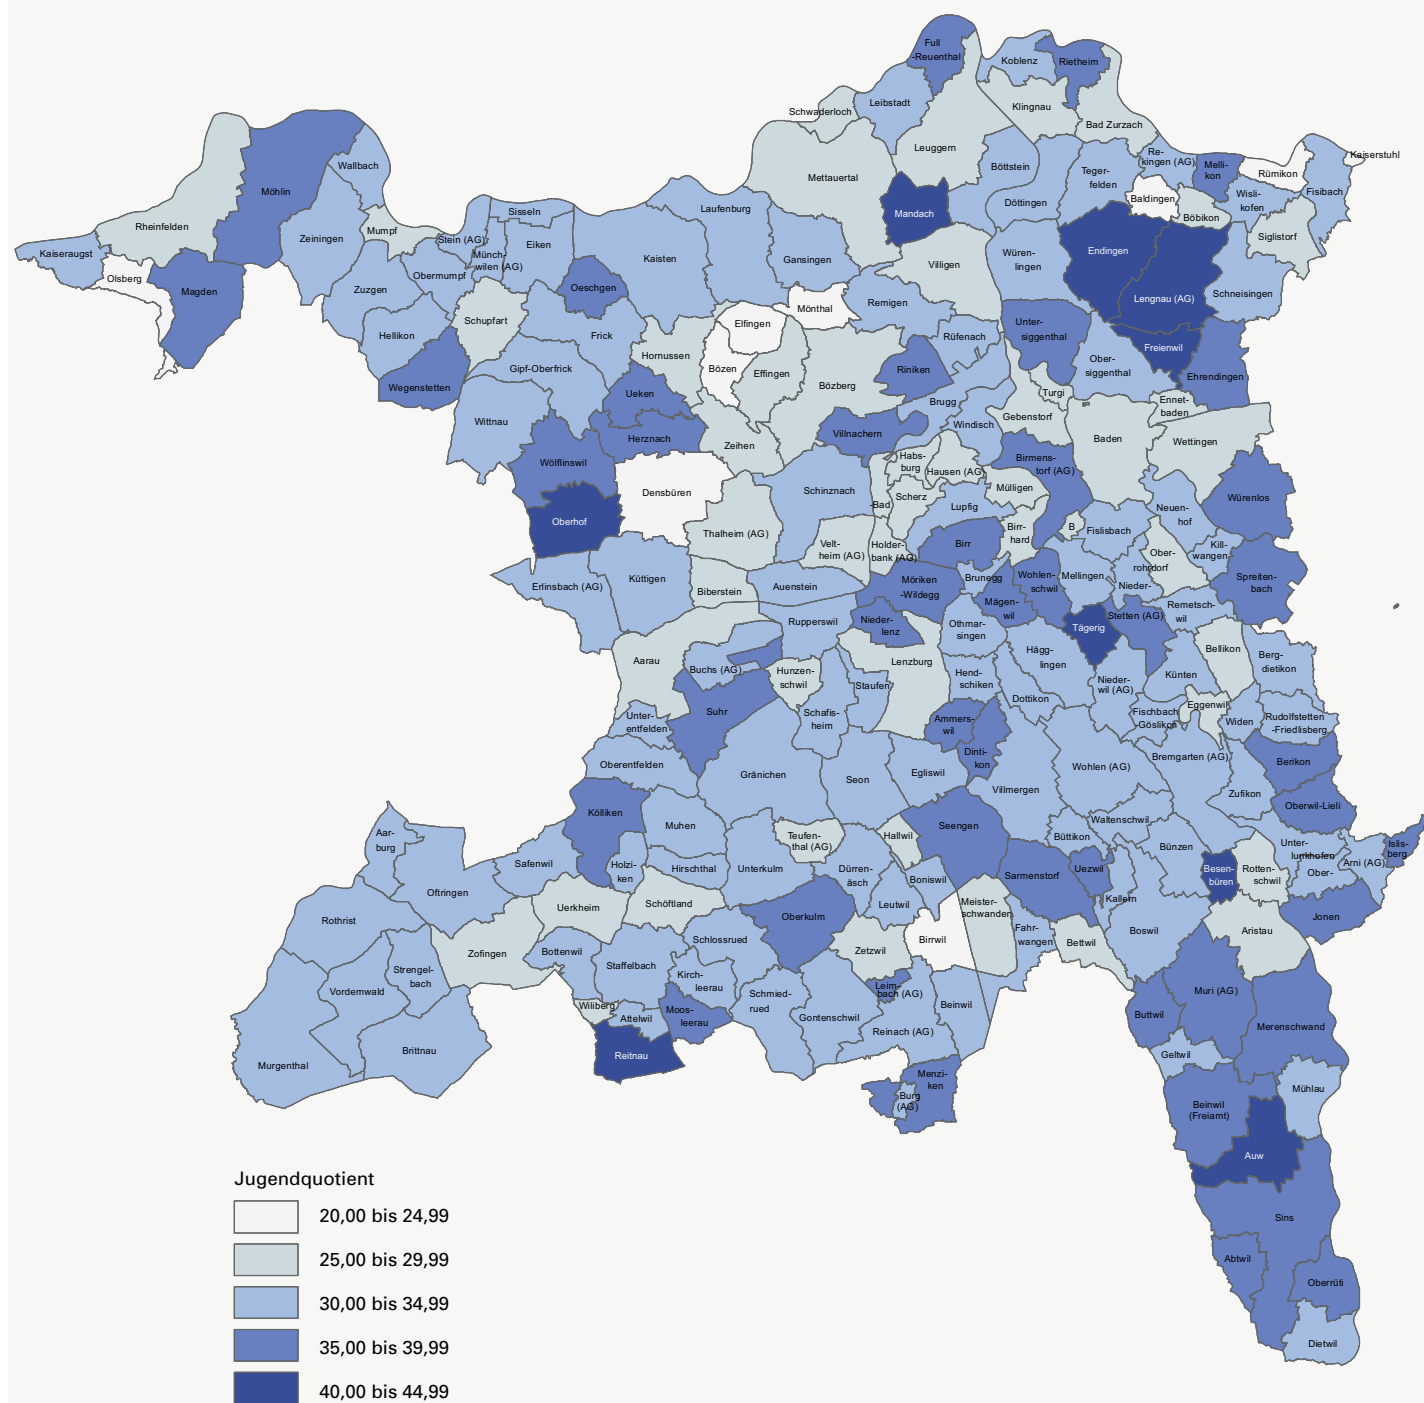 Full
-Reuenthal
Koblenz
Rietheim
Leibstadt
Schwaderloch
Klingnau
Bad Zurzach
Leuggern
Böttstein
Re-
kingen (AG)
Melli-
kon
Rümikon
Kaiserstuhl
Wallbach
Möhlin
Mettauertal
Teger-
felden
Baldingen
Wisli-
kofen
Fisibach
Böbikon
Siglistorf
Döttingen
Mandach
Rheinfelden
Mumpf
Zeiningen
Sisseln
Stein (AG)
Münch-
wilen (AG)
Eiken
Laufenburg
Kaisten
Gansingen
Villigen
Würen-
lingen
Endingen
Lengnau (AG)
Schneisingen
Kaiseraugst
Olsberg
Magden
Obermumpf
Zuzgen
Oeschgen
Schupfart
Hellikon
Mönthal
Remigen
Elfingen
Unter-
siggenthal
Rüfenach
Freienwil
Ehrendingen
Ober-
siggenthal
Frick
Hornussen
Gipf-Oberfrick
Bözen
Effingen
Bözberg
Riniken
Wegenstetten
Ueken
Turgi
Ennet-
baden
Brugg
Gebenstorf
Windisch
Baden
Wettingen
Wittnau
Herznach
Zeihen
Villnachern
Wölflinswil
Habs-
burg
Hausen (AG)
Birmens-
torf (AG)
Densbüren
Schinznach
-Bad
Scherz
Mülligen
Lupfig
Würenlos
Neuen-
hof
Oberhof
Thalheim (AG)
Velt-
heim (AG)
Holder-
bank (AG)
Birr
Birr-
hard
B
Fislisbach
Ober-
rohrdorf
Kill-
wangen
Küttigen
Erlinsbach (AG)
Biberstein
Auenstein
Möriken
-Wildegg
Brunegg
Wohlen-
schwil
Mellingen
Nieder-
Spreiten-
bach
Mägen-
wil
Remetsch-
wil
Stetten (AG)
Tägerig
Rupperswil
Nieder-
lenz
Othmar-
singen
Aarau
Buchs (AG)
Hunzen-
schwil
Lenzburg
Hägg-
lingen
Bellikon
Berg-
dietikon
Künten
Hend-
schiken
Nieder-
wil (AG)
Staufen
Dottikon
Suhr
Schafis-
heim
Unter-
entfelden
Ammers-
wil
Fischbach
-Göslikon
Eggenwil
Widen
Rudolfstetten
-Friedlisberg
Oberentfelden
Gränichen
Seon
Egliswil
Dinti-
kon
Wohlen (AG)
Bremgarten (AG)
Berikon
Villmergen
Zufikon
Oberwil-Lieli
Kölliken
Muhen
Seengen
Waltenschwil
Büttikon
Aar-
burg
Teufen-
thal (AG)
Hallwil
Bünzen
Unter-
lunkhofen
Ober-
Arni (AG)
Islis-
berg
Safenwil
Holzi-
ken
Hirschthal
Unterkulm
Dürren-
äsch
Boniswil
Sarmenstorf
Uezwil
Besen-
büren
Rotten-
schwil
Oftringen
Kallern
Leutwil
Meister-
schwanden
Uerkheim
Schöftland
Oberkulm
Rothrist
Boswil
Aristau
Jonen
Fahr-
wangen
Bettwil
Schlossrued
Birrwil
Zetzwil
Zofingen
Bottenwil
Staffelbach
Kirch-
leerau
Strengel-
bach
Vordemwald
Leim-
bach (AG)
Schmied-
rued
Beinwil
Muri (AG)
Wiliberg
Attelwil
Moos-
leerau
Gontenschwil
Buttwil
Merenschwand
Reinach (AG)
Brittnau
Reitnau
Geltwil
Murgenthal
Menzi-
ken
Burg
(AG)
Mühlau
Beinwil
(Freiamt)
Auw
Sins
Abtwil
Oberrüti
Dietwil
Jugendquotient
20,00 bis 24,99
25,00 bis 29,99
30,00 bis 34,99
35,00 bis 39,99
40,00 bis 44,99